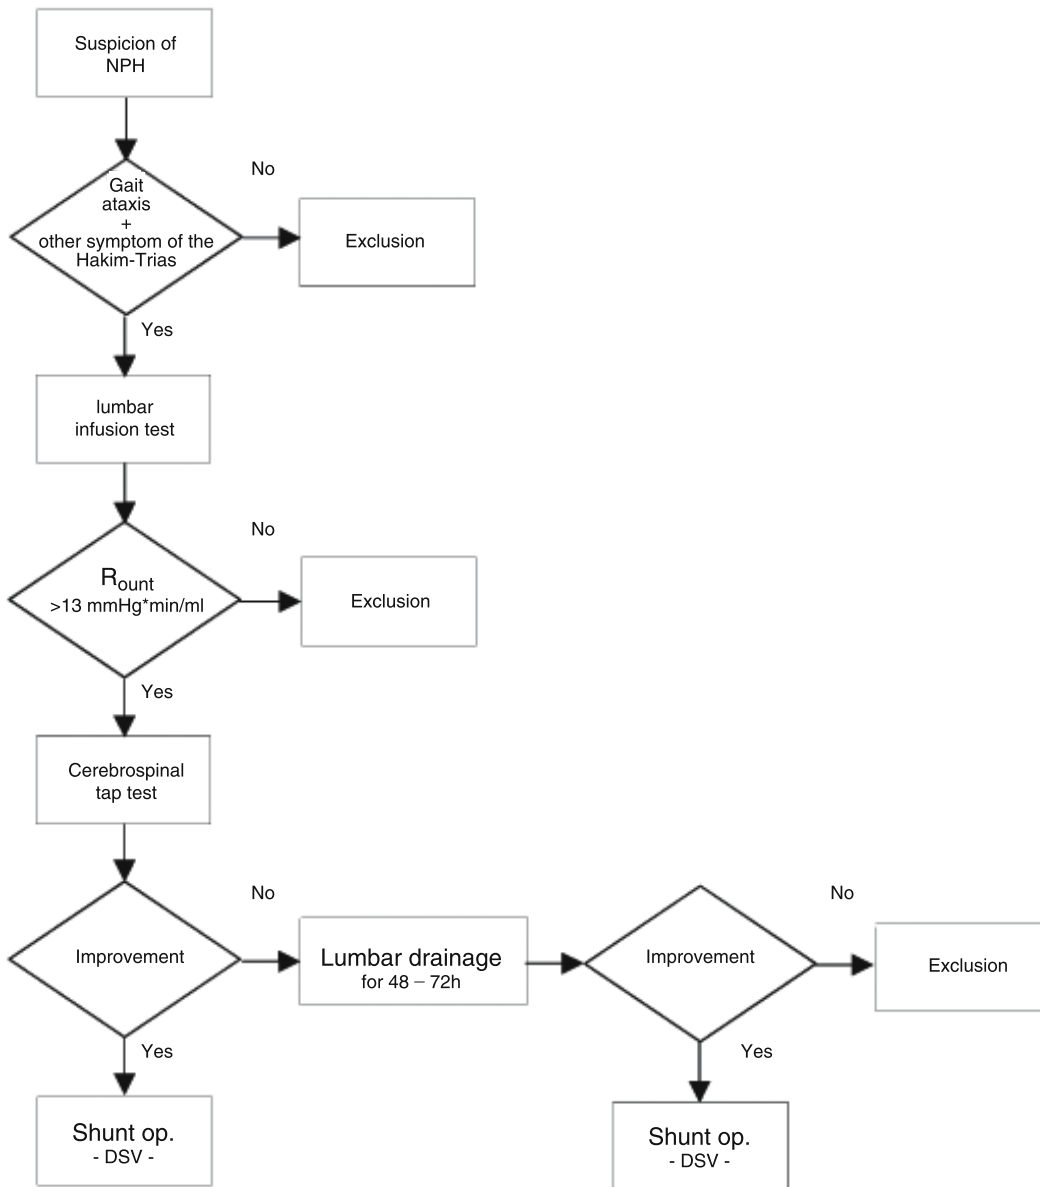 Suspicion of
NPH
No
Gait
ataxis
+
other symptom of the
Hakim-Trias
Exclusion
Yes
lumbar
infusion test
No
Rount
>13 mmHg*min/ml
Exclusion
Yes
Cerebrospinal
tap test
No
Improvement
Lumbar drainage
for 48 – 72h
Improvement
No
Exclusion
Yes
Shunt op.
- DSV -
Yes
Shunt op.
- DSV -